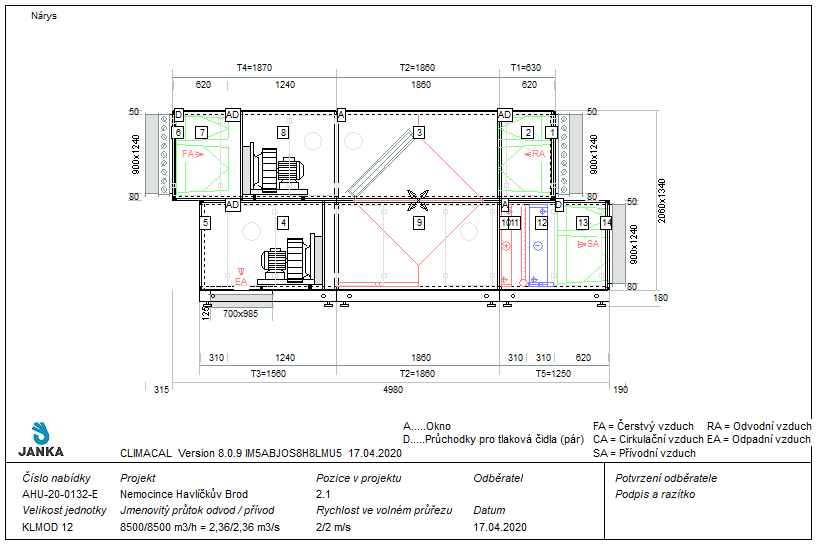 Nárys
T4=1870 T2=1860 T1=630
620 1240 1860 620
50 D AD A AD 50
6 7 8 3 2 1
900x1240 FA RA 900x1240
80 80
AD A D 50
5 4 9 10 11 12 13 14
SA 900x1240 2060x1340
EA 80
180
125 700x985
310 1240 1860 310 310 620
T3=1560 T2=1860 T5=1250
315 4980 190
A.....Okno FA = Čerstvý vzduch RA = Odvodní vzduch
D.....Průchodky pro tlaková čidla (pár) CA = Cirkulační vzduch EA = Odpadní vzduch
JANKA CLIMACAL Version 8.0.9 IM5ABJOS8H8LMU5 17.04.2020 SA = Přívodní vzduch
Číslo nabídky Projekt Pozice v projektu Odběratel Potvrzení odběratele
AHU-20-0132-E Nemocince Havlíčkův Brod 2.1 Podpis a razítko
Velikost jednotky Jmenovitý průtok odvod / přívod Rychlost ve volném průřezu Datum
KLMOD 12 8500/8500 m3/h = 2,36/2,36 m3/s 2/2 m/s 17.04.2020